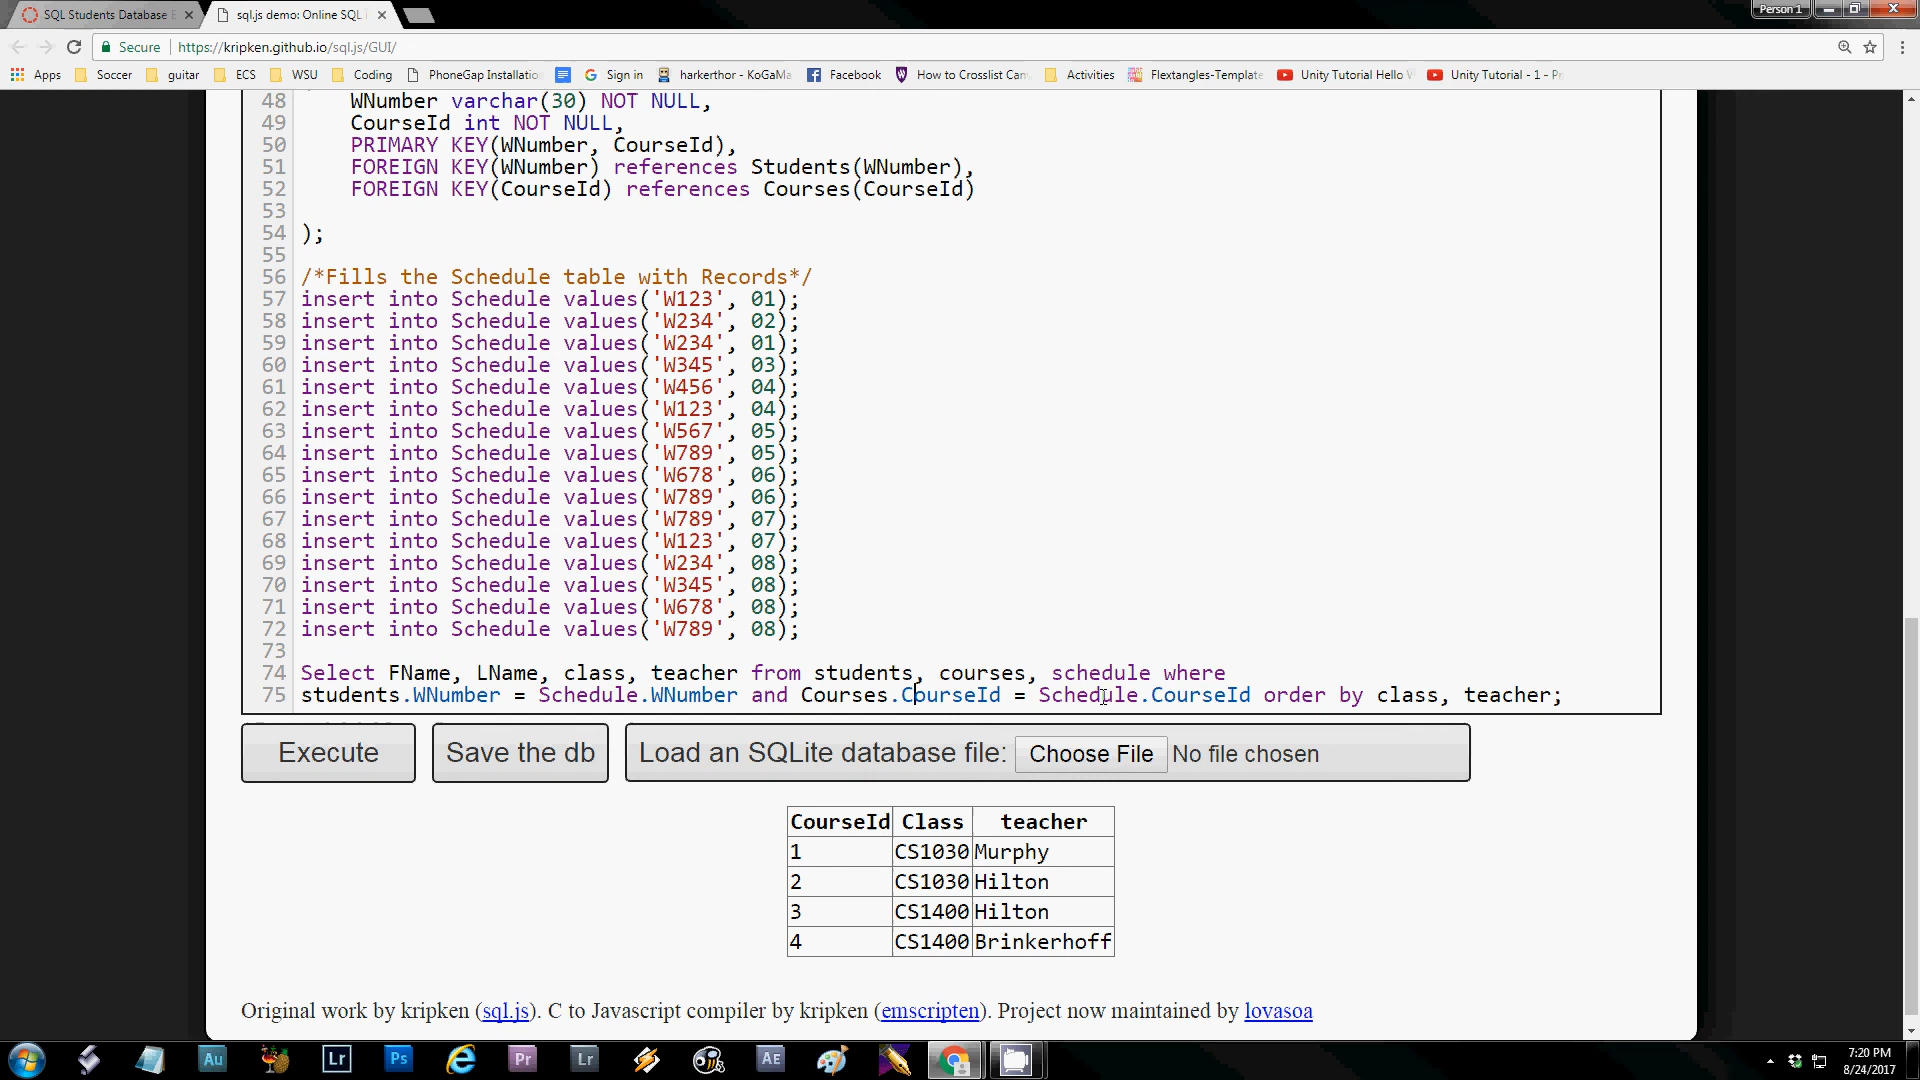 SQL Students Database E
sql.js demo: Online SQL i
Person 1
Secure
https://kripken.github.io/sql.js/GUI/
Apps
Soccer
guitar
ECS
WSU
Coding
PhoneGap Installatio
Sign in
harkerthor - KoGaMa
Facebook
How to Crosslist Can
Activities
Flextangles-Template
Unity Tutorial Hello W
Unity Tutorial - 1 - Pr
48 WNumber varchar(30) NOT NULL,
49 CourseId int NOT NULL,
50 PRIMARY KEY(WNumber, CourseId),
51 FOREIGN KEY(WNumber) references Students(WNumber),
52 FOREIGN KEY(CourseId) references Courses(CourseId)
53
54 );
55
56 /*Fills the Schedule table with Records*/
57 insert into Schedule values('W123', 01);
58 insert into Schedule values('W234', 02);
59 insert into Schedule values('W234', 01);
60 insert into Schedule values('W345', 03);
61 insert into Schedule values('W456', 04);
62 insert into Schedule values('W123', 04);
63 insert into Schedule values('W567', 05);
64 insert into Schedule values('W789', 05);
65 insert into Schedule values('W678', 06);
66 insert into Schedule values('W789', 06);
67 insert into Schedule values('W789', 07);
68 insert into Schedule values('W123', 07);
69 insert into Schedule values('W234', 08);
70 insert into Schedule values('W345', 08);
71 insert into Schedule values('W678', 08);
72 insert into Schedule values('W789', 08);
73
74 Select FName, LName, class, teacher from students, courses, schedule where
75 students.WNumber = Schedule.WNumber and Courses.CourseId = Schedule.CourseId order by class, teacher;
Execute
Save the db
Load an SQLite database file: Choose File No file chosen
CourseId Class teacher
1 CS1030 Murphy
2 CS1030 Hilton
3 CS1400 Hilton
4 CS1400 Brinkerhoff
Original work by kripken (sql.js). C to Javascript compiler by kripken (emscripten). Project now maintained by lovasoa
Au
Lr
Ps
Pr
Lr
AE
7:20 PM
8/24/2017